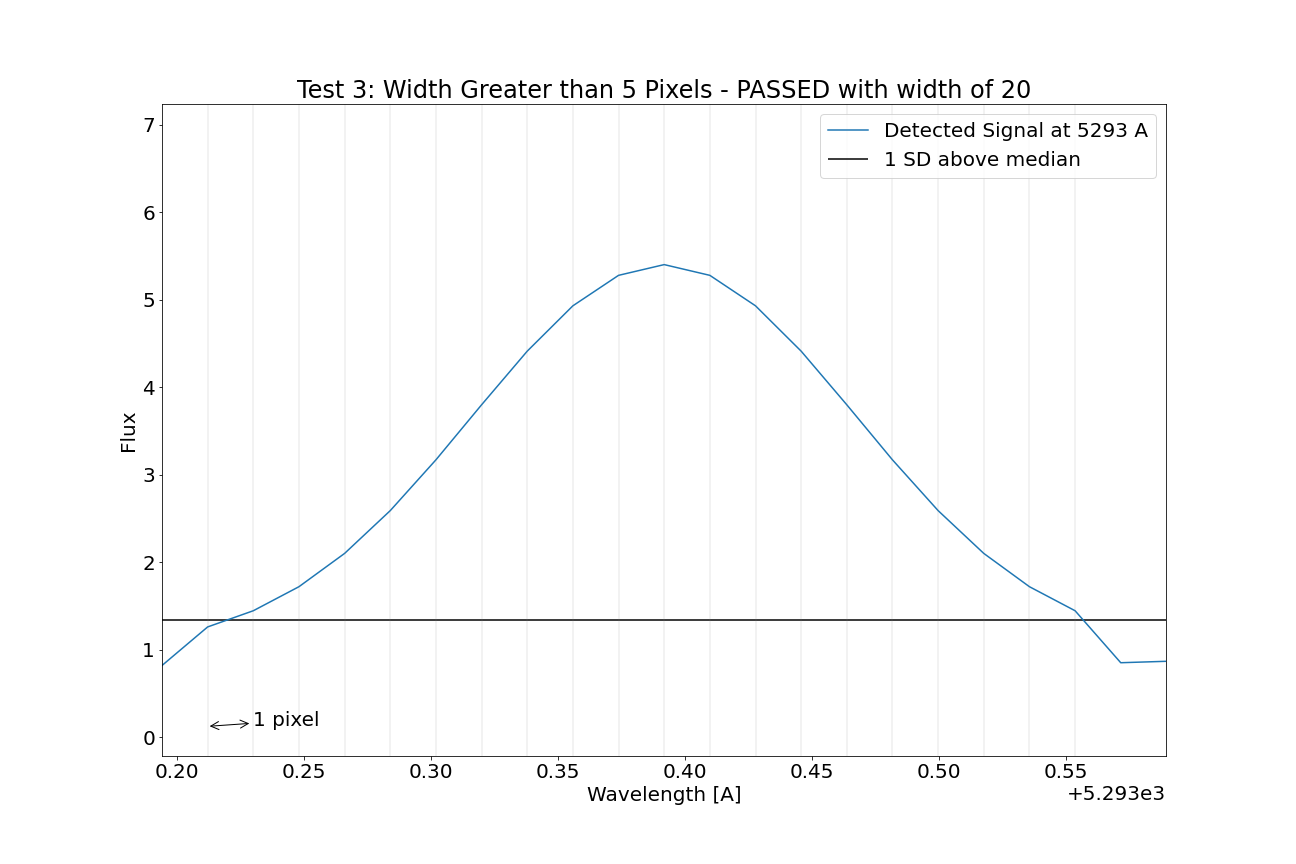 Test 3: Width Greater than 5 Pixels - PASSED with width of 20
Detected Signal at 5293 A
1 SD above median
7
6
5
4
3
2
1
0
Flux
1 pixel
0.20 0.25 0.30 0.35 0.40 0.45 0.50 0.55
Wavelength [A]
+5.293e3